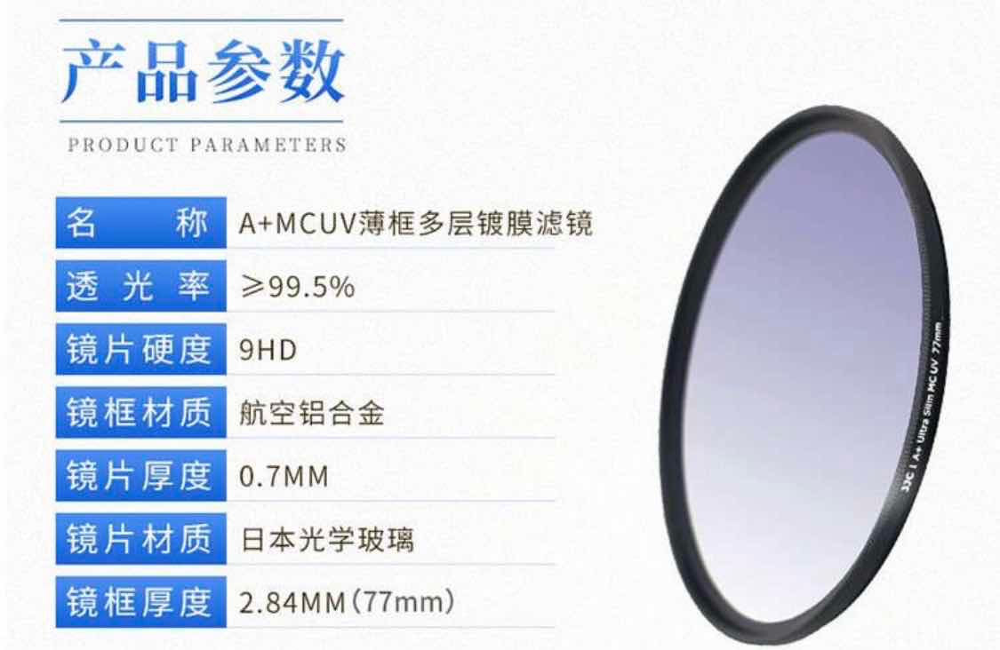 产品参数
PRODUCT PARAMETERS
名称 A+MCUV薄框多层镀膜滤镜
透光率 ≥99.5%
镜片硬度 9HD
镜框材质 航空铝合金
镜片厚度 0.7MM
镜片材质 日本光学玻璃
镜框厚度 2.84MM(77mm)
JJC | A+ Ultra Slim MC UV 77mm